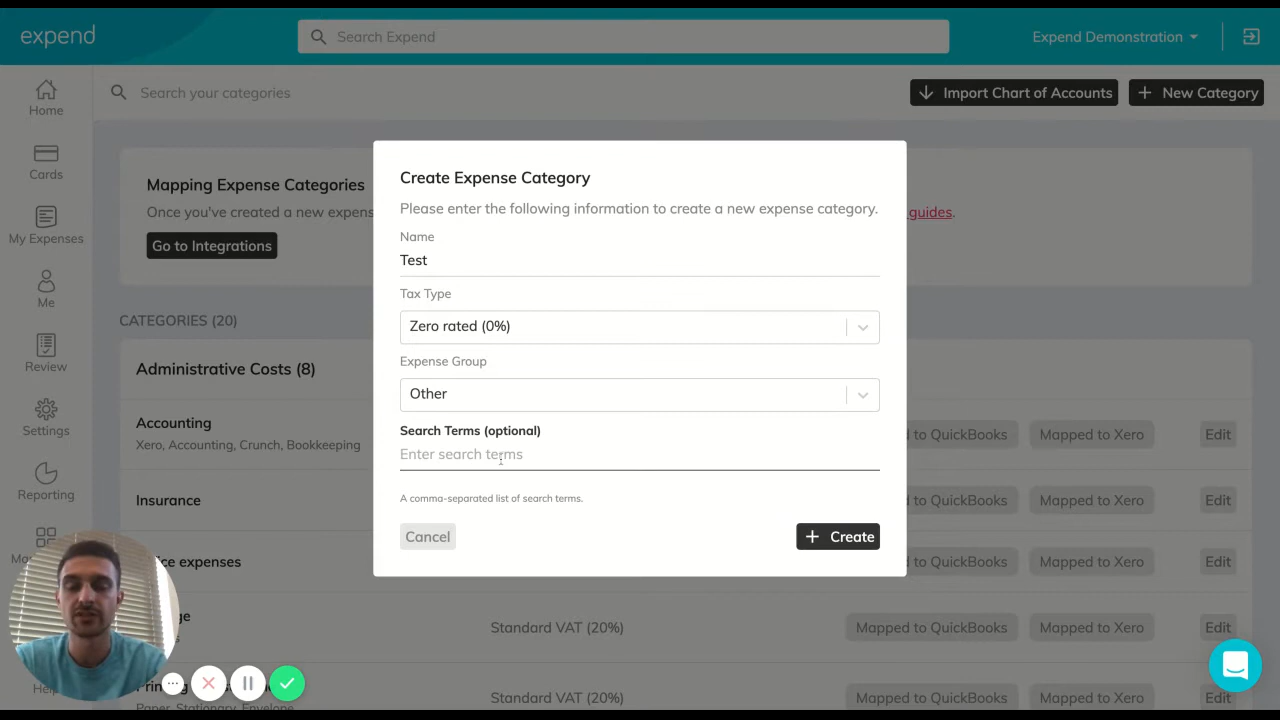 expend
Search Expend
Expend Demonstration
Home
Cards
My Expenses
Me
Review
Settings
Reporting
Search your categories
Import Chart of Accounts
New Category
Mapping Expense Categories
Once you've created a new expens
guides.
Go to Integrations
CATEGORIES (20)
Administrative Costs (8)
Accounting
Xero, Accounting, Crunch, Bookkeeping
d to QuickBooks
Mapped to Xero
Edit
Insurance
d to QuickBooks
Mapped to Xero
Edit
ce expenses
d to QuickBooks
Mapped to Xero
Edit
ge
Standard VAT (20%)
Mapped to QuickBooks
Mapped to Xero
Edit
Standard VAT (20%)
Mapped to QuickBooks
Mapped to Xero
Edit
Paper, Stationary, Envelope
Create Expense Category
Please enter the following information to create a new expense category.
Name
Test
Tax Type
Zero rated (0%)
Expense Group
Other
Search Terms (optional)
Enter search terms
A comma-separated list of search terms.
Cancel
Create